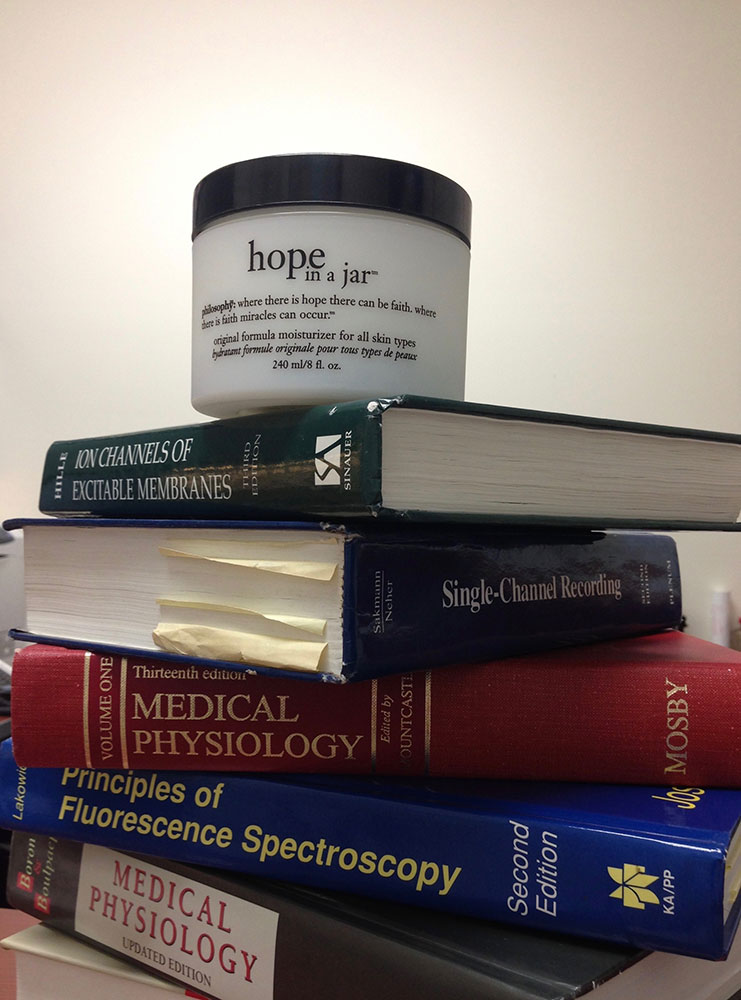 hope
in a jar™
philosophy®: where there is hope there can be faith. where
there is faith miracles can occur.™
original formula moisturizer for all skin types
hydratant formule originale pour tous types de peaux
240 ml/8 fl. oz.
HILLE
ION CHANNELS OF
EXCITABLE MEMBRANES
THIRD
EDITION
SINAUER
Sakmann
Neher
Single-Channel Recording
SECOND
EDITION
PLENUM
VOLUME ONE
Thirteenth edition
MEDICAL
PHYSIOLOGY
Edited by
MOSBY
Principles of
Fluorescence Spectroscopy
Second
Edition
KA/PP
Boron
&
MEDICAL
PHYSIOLOGY
UPDATED EDITION